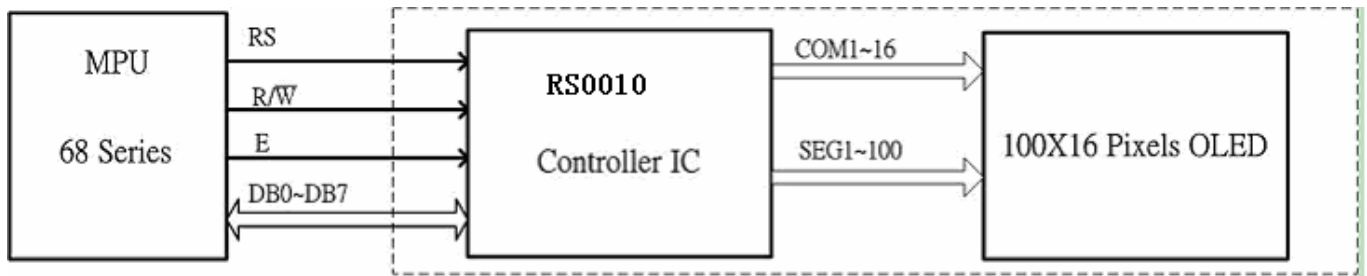 MPU
68 Series
RS
R/W̅
E
DB0~DB7
RS0010
Controller IC
COM1~16
SEG1~100
100X16 Pixels OLED